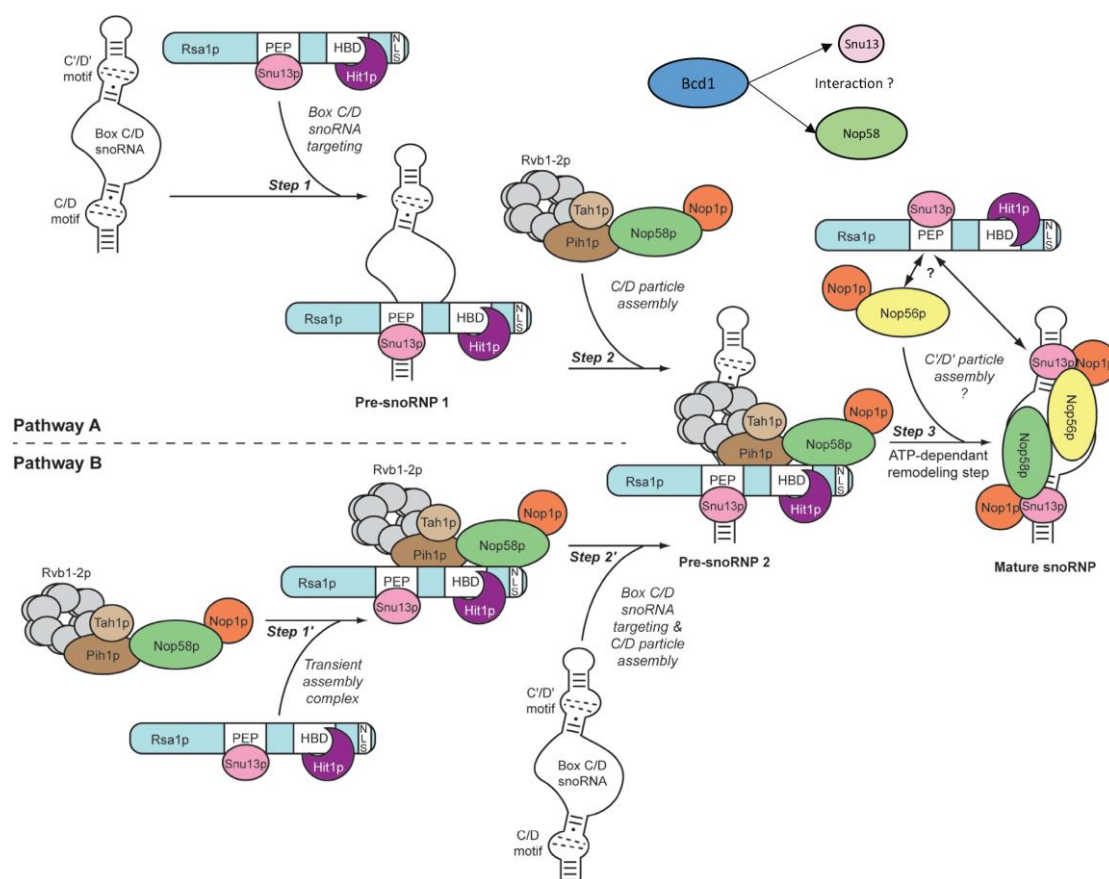 C'/D'
motif
Box C/D
snoRNA
C/D
motif
Rsa1p
PEP
HBD
NLS
Snu13p
Hit1p
Box C/D
snoRNA
targeting
Step 1
Rsa1p
PEP
HBD
NLS
Snu13p
Hit1p
Pre-snoRNP 1
Bcd1
Snu13
Interaction ?
Nop58
Rvb1-2p
Tah1p
Pih1p
Nop58p
Nop1p
C/D particle
assembly
Step 2
Snu13p
Hit1p
Rsa1p
PEP
HBD
NLS
?
Nop1p
Nop56p
C'/D' particle
assembly
?
Step 3
ATP-dependant
remodeling step
Tah1p
Pih1p
Nop58p
Nop1p
Rsa1p
PEP
HBD
NLS
Snu13p
Hit1p
Pre-snoRNP 2
Snu13p
Nop1p
Nop56p
Nop58p
Nop1p
Snu13p
Mature snoRNP
Pathway A
Pathway B
Rvb1-2p
Tah1p
Pih1p
Nop58p
Nop1p
Step 1'
Transient
assembly
complex
Rsa1p
PEP
HBD
NLS
Snu13p
Hit1p
Rvb1-2p
Tah1p
Pih1p
Nop58p
Nop1p
Rsa1p
PEP
HBD
NLS
Snu13p
Hit1p
Step 2'
Box C/D
snoRNA
targeting &
C/D particle
assembly
C'/D'
motif
Box C/D
snoRNA
C/D
motif